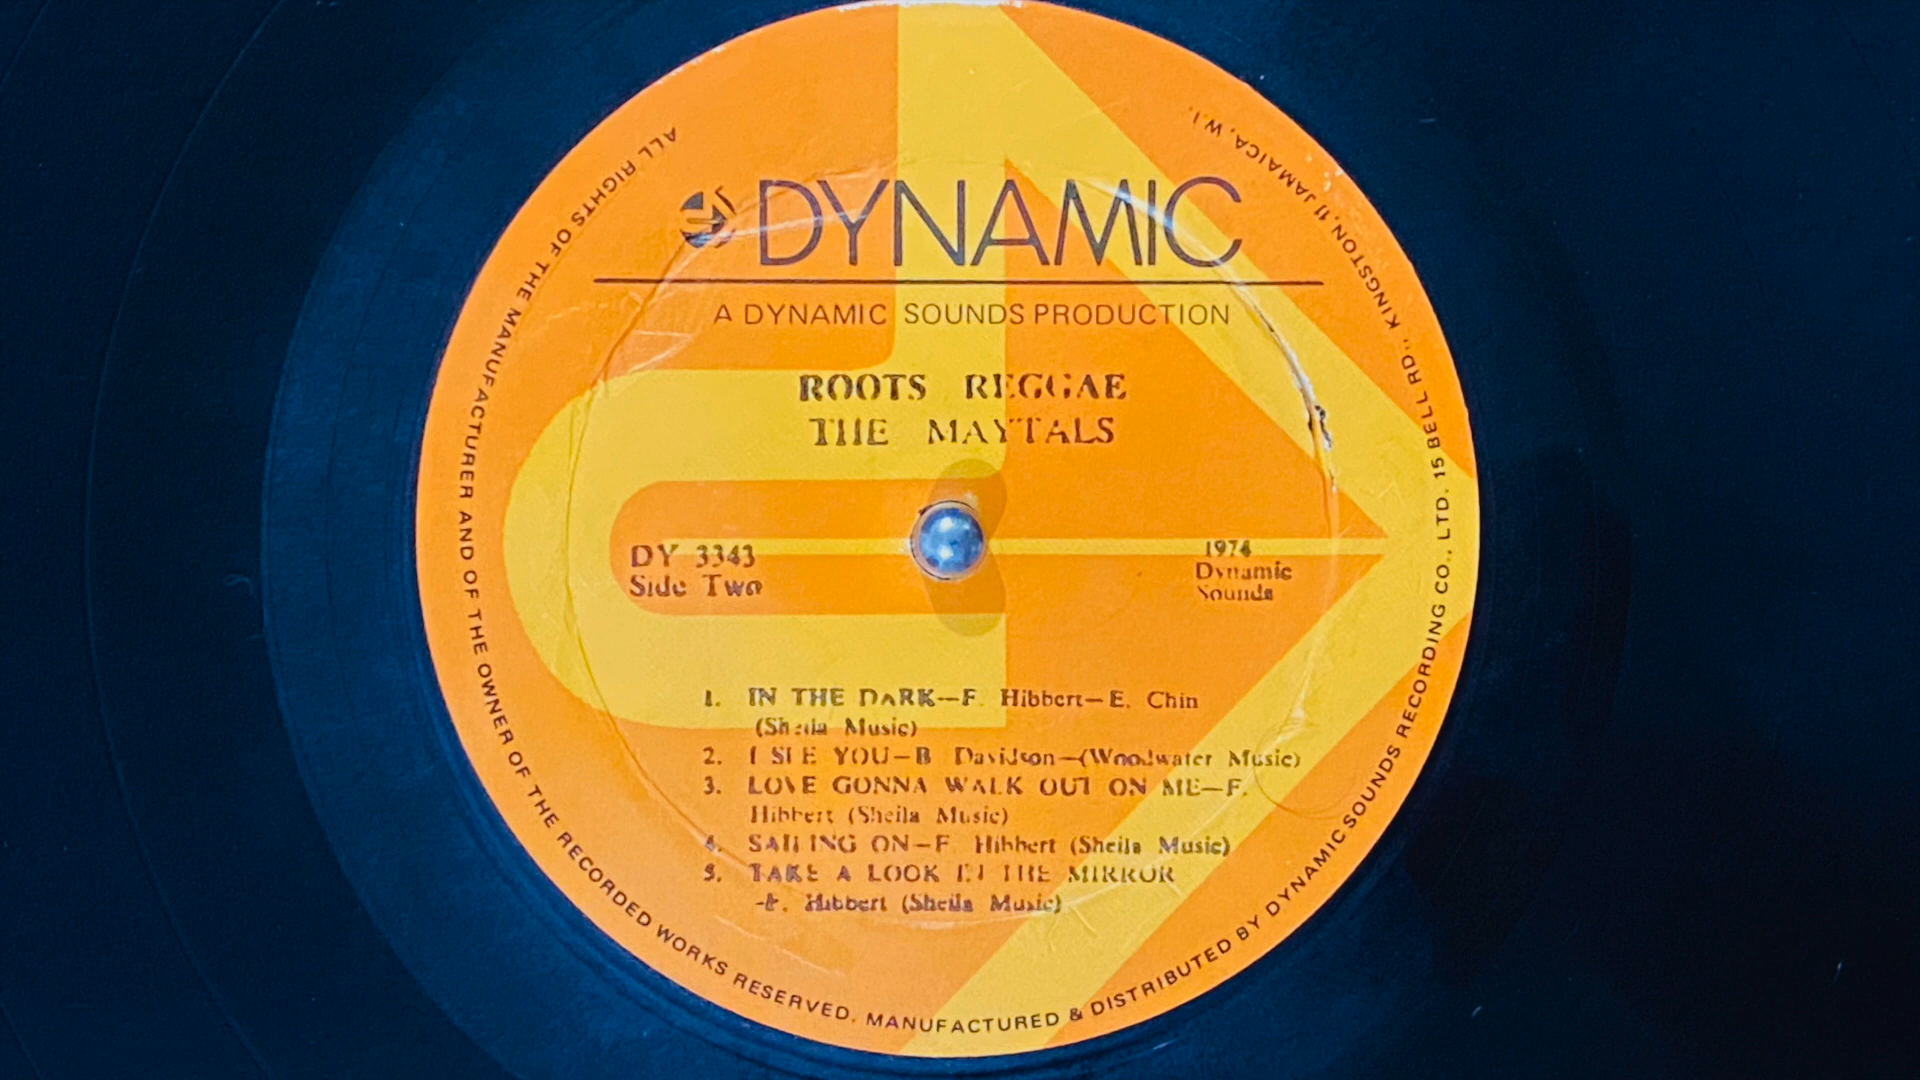 DYNAMIC
A DYNAMIC SOUNDS PRODUCTION
ROOTS REGGAE
THE MAYTALS
DY 3343
Side Two
1974
Dynamic
Sounds
1. IN THE DARK—F. Hibbert—E. Chin
(Sheila Music)
2. I SEE YOU—B. Davidson—(Woodwater Music)
3. LOVE GONNA WALK OUT ON ME—F.
Hibbert (Sheila Music)
4. SAILING ON—F. Hibbert (Sheila Music)
5. TAKE A LOOK IN THE MIRROR
-F. Hibbert (Sheila Music)
ALL RIGHTS OF THE MANUFACTURER AND OF THE OWNER OF THE RECORDED WORKS RESERVED. MANUFACTURED & DISTRIBUTED BY DYNAMIC SOUNDS RECORDING CO., LTD. 15 BELL RD., KINGSTON, 11 JAMAICA, W.I.